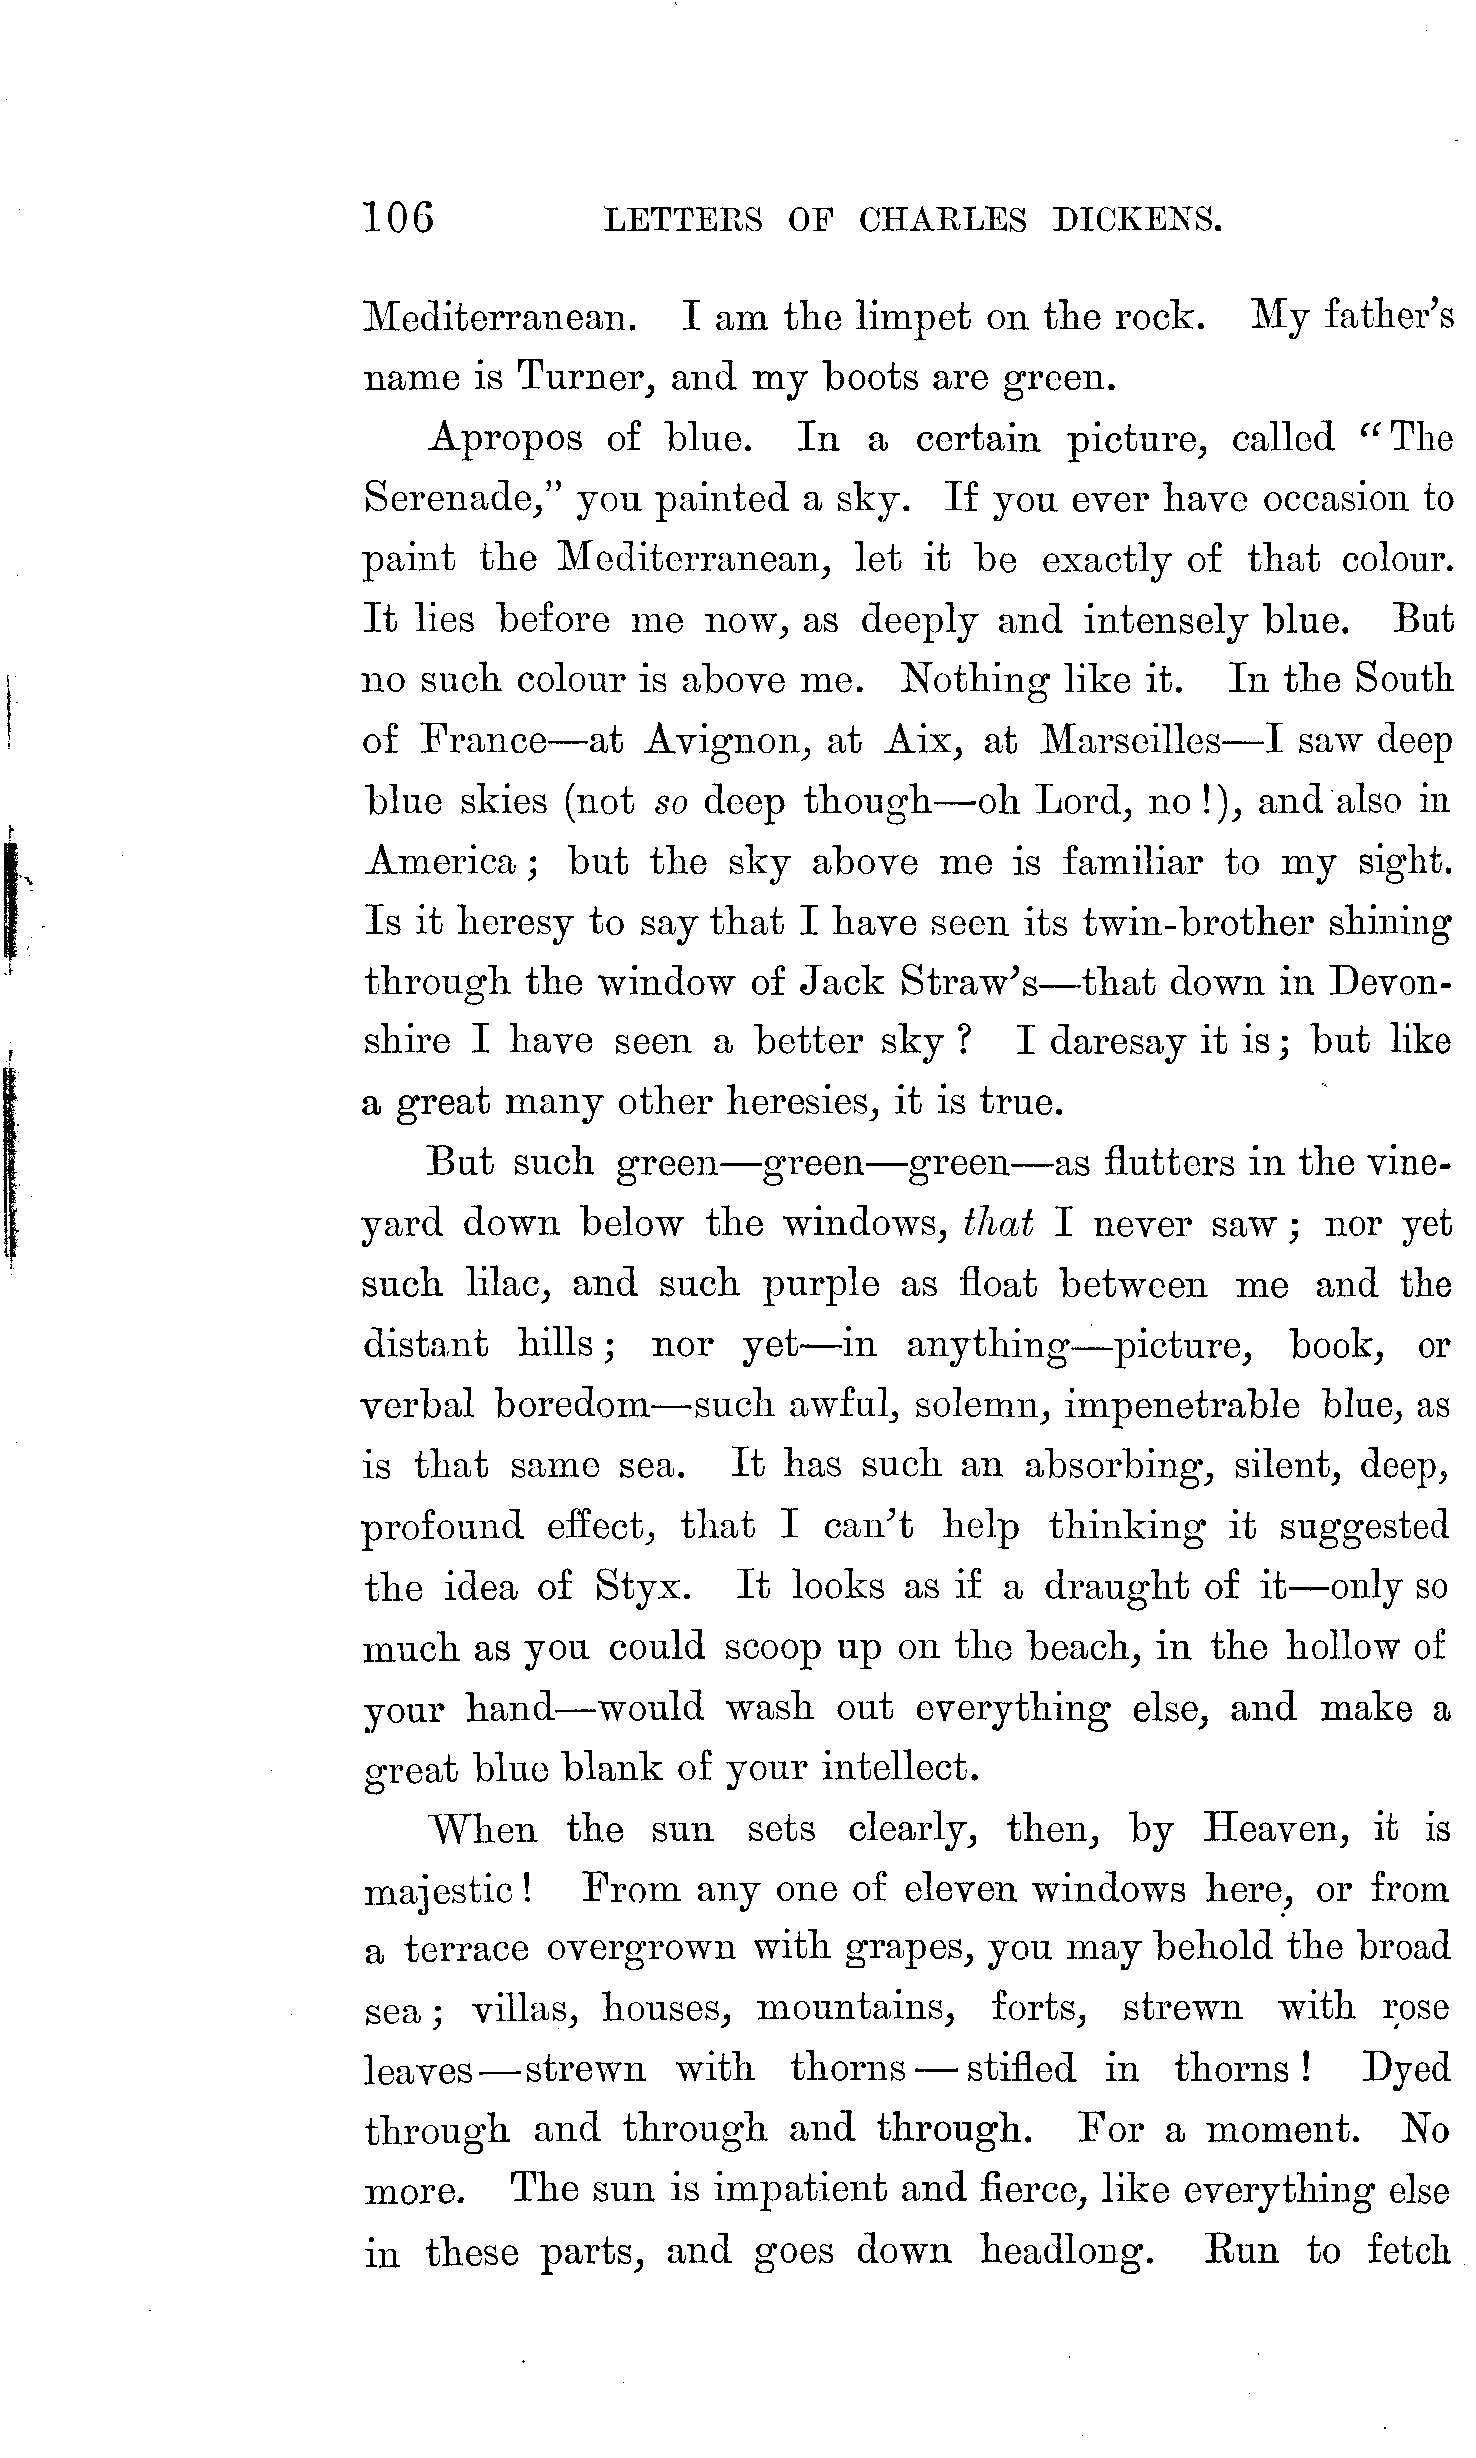 106 LETTERS OF CHARLES DICKENS.
Mediterranean. I am the limpet on the rock. My father's
name is Turner, and my boots are green.
Apropos of blue. In a certain picture, called "The
Serenade," you painted a sky. If you ever have occasion to
paint the Mediterranean, let it be exactly of that colour.
It lies before me now, as deeply and intensely blue. But
no such colour is above me. Nothing like it. In the South
of France—at Avignon, at Aix, at Marseilles—I saw deep
blue skies (not so deep though—oh Lord, no!), and also in
America; but the sky above me is familiar to my sight.
Is it heresy to say that I have seen its twin-brother shining
through the window of Jack Straw's—that down in Devon-
shire I have seen a better sky? I daresay it is; but like
a great many other heresies, it is true.
But such green—green—green—as flutters in the vine-
yard down below the windows, that I never saw; nor yet
such lilac, and such purple as float between me and the
distant hills; nor yet—in anything—picture, book, or
verbal boredom—such awful, solemn, impenetrable blue, as
is that same sea. It has such an absorbing, silent, deep,
profound effect, that I can't help thinking it suggested
the idea of Styx. It looks as if a draught of it—only so
much as you could scoop up on the beach, in the hollow of
your hand—would wash out everything else, and make a
great blue blank of your intellect.
When the sun sets clearly, then, by Heaven, it is
majestic! From any one of eleven windows here, or from
a terrace overgrown with grapes, you may behold the broad
sea; villas, houses, mountains, forts, strewn with rose
leaves—strewn with thorns—stifled in thorns! Dyed
through and through and through. For a moment. No
more. The sun is impatient and fierce, like everything else
in these parts, and goes down headlong. Run to fetch